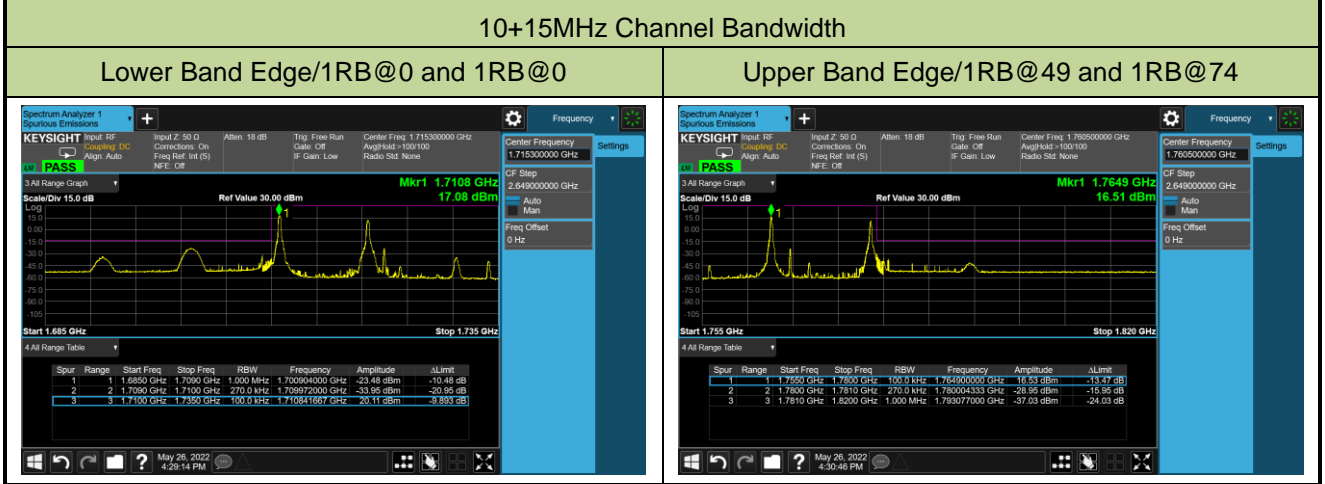 10+15MHz Channel Bandwidth
Lower Band Edge/1RB@0 and 1RB@0
Upper Band Edge/1RB@49 and 1RB@74
Spectrum Analyzer 1
Spurious Emissions
+
Frequency
KEYSIGHT Input: RF Input Z: 50 Ω Atten: 18 dB Trig: Free Run Center Freq: 1.715300000 GHz
Coupling: DC Corrections: On Gate: Off Avg|Hold >100/100
Align: Auto Freq Ref: Int (S) IF Gain: Low Radio Std: None
PASS NFE: Off
Center Frequency
1.715300000 GHz
Settings
CF Step
2.649000000 GHz
Auto
Man
Freq Offset
0 Hz
3 All Range Graph
Mkr1 1.7108 GHz
Scale/Div 15.0 dB Ref Value 30.00 dBm 17.08 dBm
Log
15.0
0.00
-15.0
-30.0
-45.0
-60.0
-75.0
-90.0
-105
1
Start 1.685 GHz Stop 1.735 GHz
4 All Range Table
Spur Range Start Freq Stop Freq RBW Frequency Amplitude ΔLimit
1 1 1.6850 GHz 1.7090 GHz 1.000 MHz 1.700904000 GHz -23.48 dBm -10.48 dB
2 2 1.7090 GHz 1.7100 GHz 270.0 kHz 1.709972000 GHz -33.95 dBm -20.95 dB
3 3 1.7100 GHz 1.7350 GHz 100.0 kHz 1.710841667 GHz 20.11 dBm -9.893 dB
?
May 26, 2022
4:29:14 PM
Spectrum Analyzer 1
Spurious Emissions
+
Frequency
KEYSIGHT Input: RF Input Z: 50 Ω Atten: 18 dB Trig: Free Run Center Freq: 1.760500000 GHz
Coupling: DC Corrections: On Gate: Off Avg|Hold >100/100
Align: Auto Freq Ref: Int (S) IF Gain: Low Radio Std: None
PASS NFE: Off
Center Frequency
1.760500000 GHz
Settings
CF Step
2.649000000 GHz
Auto
Man
Freq Offset
0 Hz
3 All Range Graph
Mkr1 1.7649 GHz
Scale/Div 15.0 dB Ref Value 30.00 dBm 16.51 dBm
Log
15.0
0.00
-15.0
-30.0
-45.0
-60.0
-75.0
-90.0
-105
1
Start 1.755 GHz Stop 1.820 GHz
4 All Range Table
Spur Range Start Freq Stop Freq RBW Frequency Amplitude ΔLimit
1 1 1.7550 GHz 1.7800 GHz 100.0 kHz 1.764900000 GHz 16.53 dBm -13.47 dB
2 2 1.7800 GHz 1.7810 GHz 270.0 kHz 1.780004333 GHz -28.95 dBm -15.95 dB
3 3 1.7810 GHz 1.8200 GHz 1.000 MHz 1.793077000 GHz -37.03 dBm -24.03 dB
?
May 26, 2022
4:30:46 PM